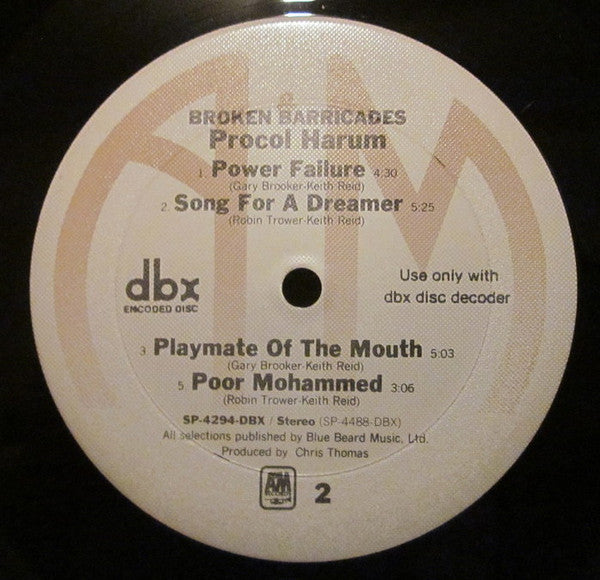 BROKEN BARRICADES
Procol Harum
1. Power Failure 4:30
(Gary Brooker-Keith Reid)
2. Song For A Dreamer 5:25
(Robin Trower-Keith Reid)
dbx
ENCODED DISC
Use only with
dbx disc decoder
3. Playmate Of The Mouth 5:03
(Gary Brooker-Keith Reid)
5. Poor Mohammed 3:06
(Robin Trower-Keith Reid)
SP-4294-DBX / Stereo (SP-4488-DBX)
All selections published by Blue Beard Music, Ltd.
Produced by Chris Thomas
A&M
RECORDS
2